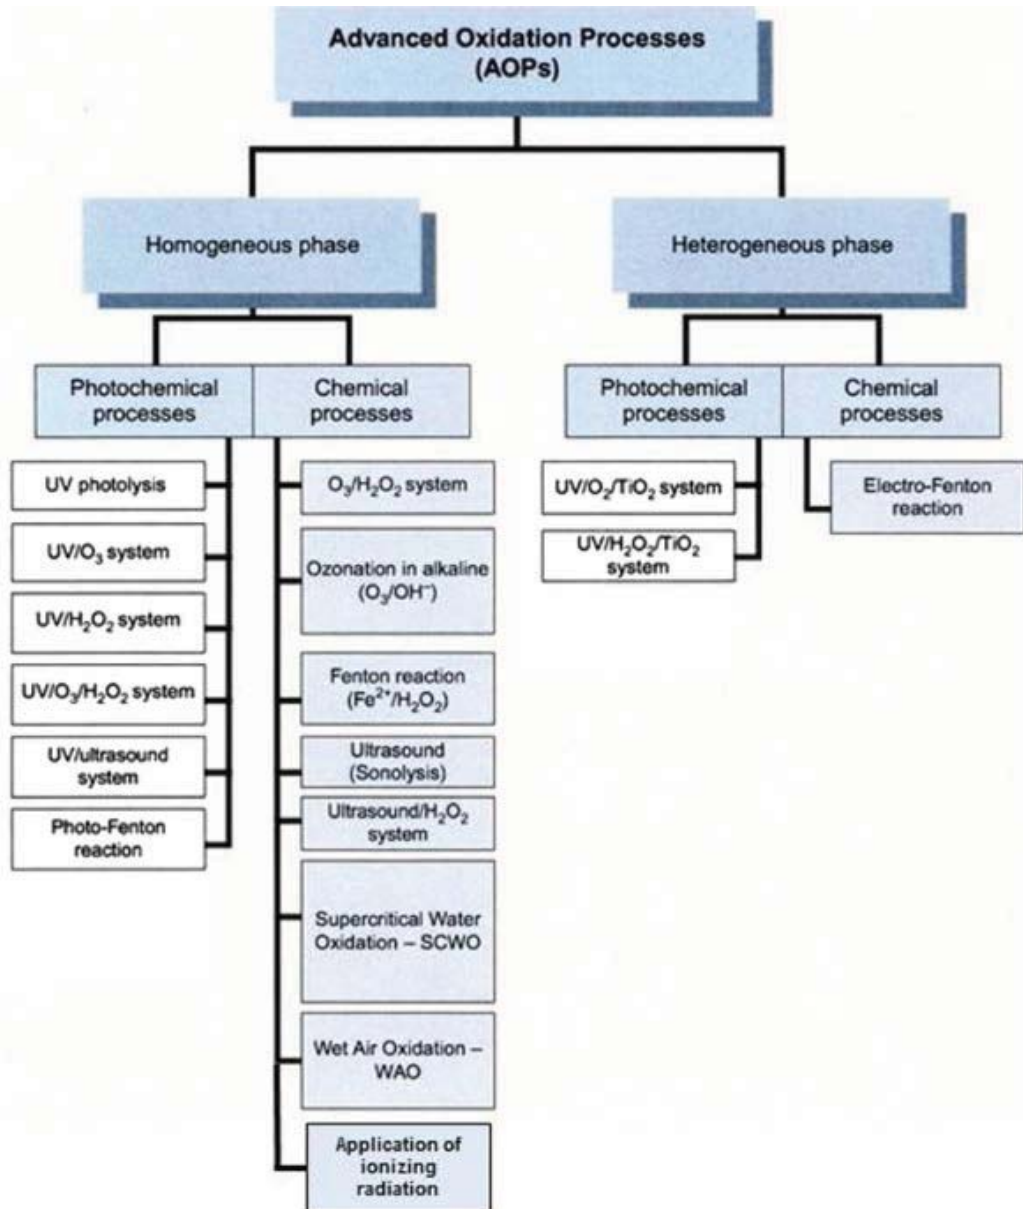 Advanced Oxidation Processes
(AOPs)
Homogeneous phase
Heterogeneous phase
Photochemical
processes
Chemical
processes
Photochemical
processes
Chemical
processes
UV photolysis
UV/O₃ system
UV/H₂O₂ system
UV/O₃/H₂O₂ system
UV/ultrasound
system
Photo-Fenton
reaction
O₃/H₂O₂ system
Ozonation in alkaline
(O₃/OH⁻)
Fenton reaction
(Fe²⁺/H₂O₂)
Ultrasound
(Sonolysis)
Ultrasound/H₂O₂
system
Supercritical Water
Oxidation – SCWO
Wet Air Oxidation –
WAO
Application of
ionizing
radiation
UV/O₂/TiO₂ system
UV/H₂O₂/TiO₂
system
Electro-Fenton
reaction